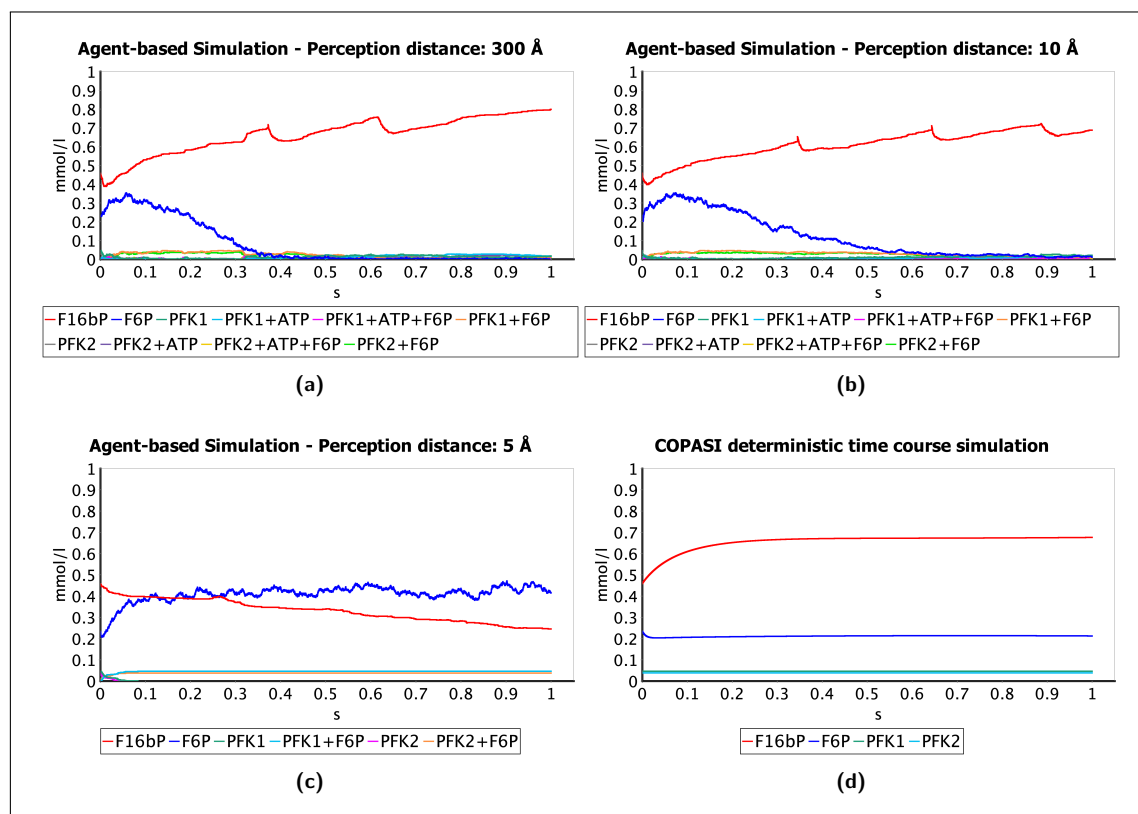 Agent-based Simulation - Perception distance: 300 Å
mmol/l
1
0.9
0.8
0.7
0.6
0.5
0.4
0.3
0.2
0.1
0
0 0.1 0.2 0.3 0.4 0.5 0.6 0.7 0.8 0.9 1
s
F16bP F6P PFK1 PFK1+ATP PFK1+ATP+F6P PFK1+F6P
PFK2 PFK2+ATP PFK2+ATP+F6P PFK2+F6P
(a)
Agent-based Simulation - Perception distance: 10 Å
mmol/l
1
0.9
0.8
0.7
0.6
0.5
0.4
0.3
0.2
0.1
0
0 0.1 0.2 0.3 0.4 0.5 0.6 0.7 0.8 0.9 1
s
F16bP F6P PFK1 PFK1+ATP PFK1+ATP+F6P PFK1+F6P
PFK2 PFK2+ATP PFK2+ATP+F6P PFK2+F6P
(b)
Agent-based Simulation - Perception distance: 5 Å
mmol/l
1
0.9
0.8
0.7
0.6
0.5
0.4
0.3
0.2
0.1
0
0 0.1 0.2 0.3 0.4 0.5 0.6 0.7 0.8 0.9 1
s
F16bP F6P PFK1 PFK1+F6P PFK2 PFK2+F6P
(c)
COPASI deterministic time course simulation
mmol/l
1
0.9
0.8
0.7
0.6
0.5
0.4
0.3
0.2
0.1
0
0 0.1 0.2 0.3 0.4 0.5 0.6 0.7 0.8 0.9 1
s
F16bP F6P PFK1 PFK2
(d)